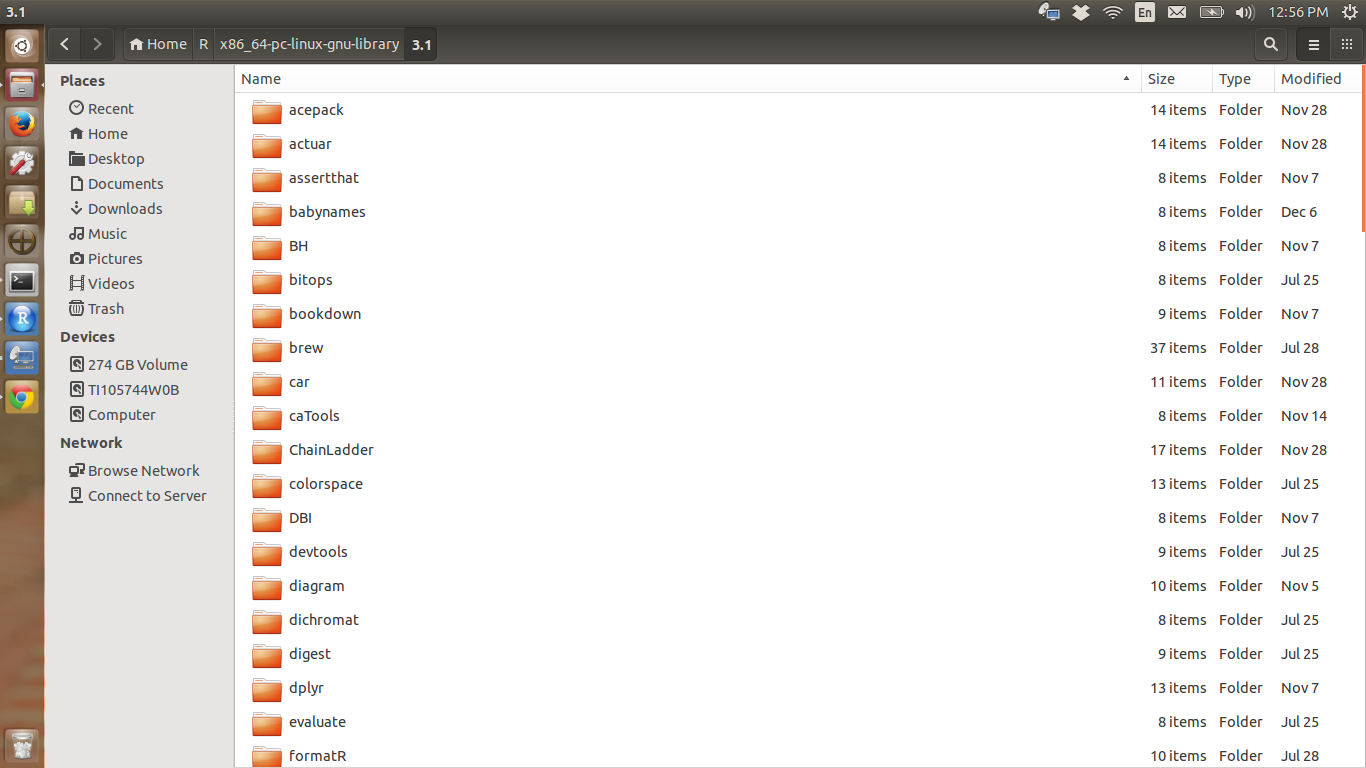 3.1
En
12:56 PM
Home R x86_64-pc-linux-gnu-library 3.1
Places
Recent
Home
Desktop
Documents
Downloads
Music
Pictures
Videos
Trash
Devices
274 GB Volume
TI105744W0B
Computer
Network
Browse Network
Connect to Server
Name Size Type Modified
acepack 14 items Folder Nov 28
actuar 14 items Folder Nov 28
assertthat 8 items Folder Nov 7
babynames 8 items Folder Dec 6
BH 8 items Folder Nov 7
bitops 8 items Folder Jul 25
bookdown 9 items Folder Nov 7
brew 37 items Folder Jul 28
car 11 items Folder Nov 28
caTools 8 items Folder Nov 14
ChainLadder 17 items Folder Nov 28
colorspace 13 items Folder Jul 25
DBI 8 items Folder Nov 7
devtools 9 items Folder Jul 25
diagram 10 items Folder Nov 5
dichromat 8 items Folder Jul 25
digest 9 items Folder Jul 25
dplyr 13 items Folder Nov 7
evaluate 8 items Folder Jul 25
formatR 10 items Folder Jul 28
R